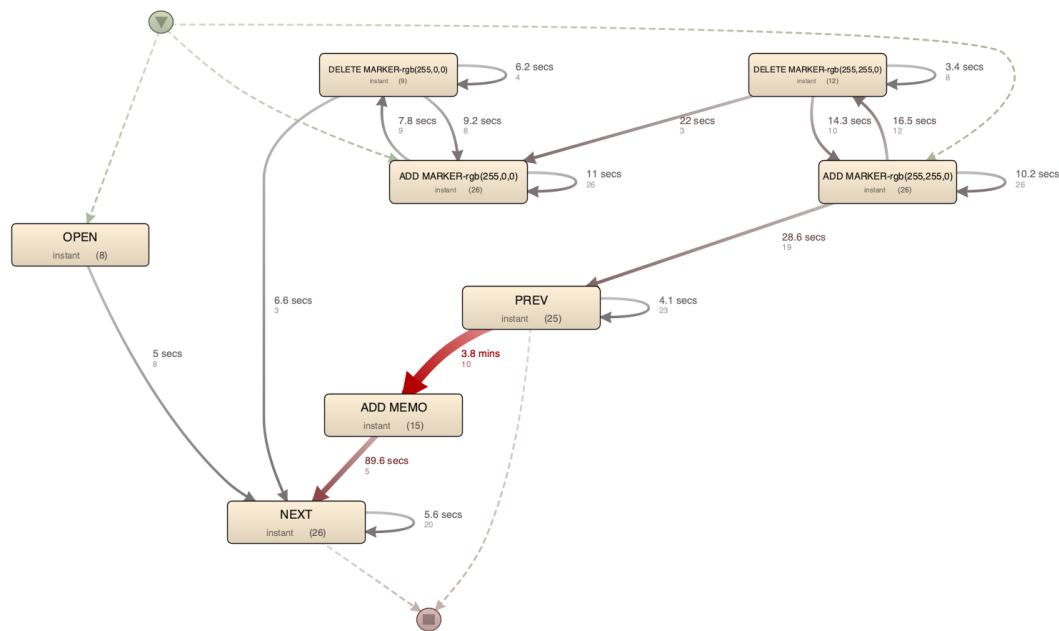 DELETE MARKER-rgb(255,0,0)
instant (9)
6.2 secs
4
DELETE MARKER-rgb(255,255,0)
instant (12)
3.4 secs
8
7.8 secs
9
9.2 secs
8
22 secs
3
14.3 secs
10
16.5 secs
12
ADD MARKER-rgb(255,0,0)
instant (26)
11 secs
26
ADD MARKER-rgb(255,255,0)
instant (26)
10.2 secs
26
OPEN
instant (8)
28.6 secs
19
PREV
instant (25)
4.1 secs
23
6.6 secs
3
5 secs
8
3.8 mins
10
ADD MEMO
instant (15)
89.6 secs
5
NEXT
instant (26)
5.6 secs
20